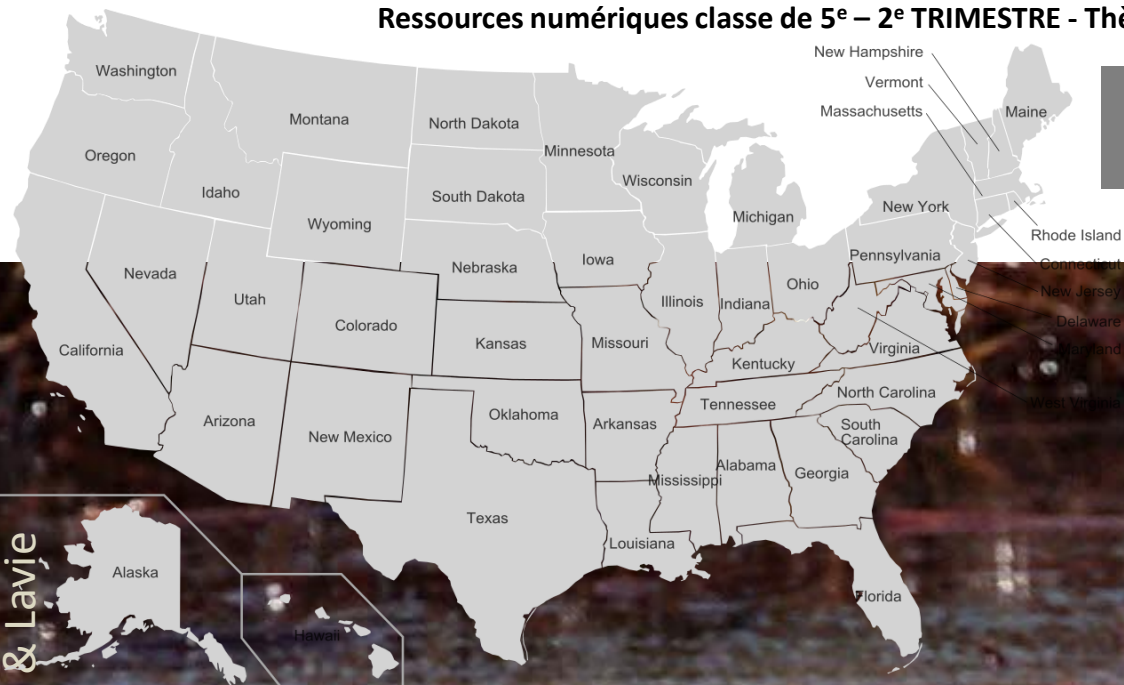 Ressources numériques classe de 5e – 2e TRIMESTRE - Thè
New Hampshire
Vermont
Massachusetts
Washington
Montana
North Dakota
Minnesota
Maine
Oregon
Idaho
Wyoming
South Dakota
Wisconsin
Michigan
New York
Rhode Island
Connecticut
New Jersey
Delaware
Maryland
West Virginia
Nevada
Utah
Colorado
Nebraska
Iowa
Illinois
Indiana
Ohio
Pennsylvania
California
Kansas
Missouri
Kentucky
Virginia
Arizona
New Mexico
Oklahoma
Arkansas
Tennessee
North Carolina
South
Carolina
Mississippi
Alabama
Georgia
Texas
Louisiana
Florida
Alaska
Hawaii
& Lavie